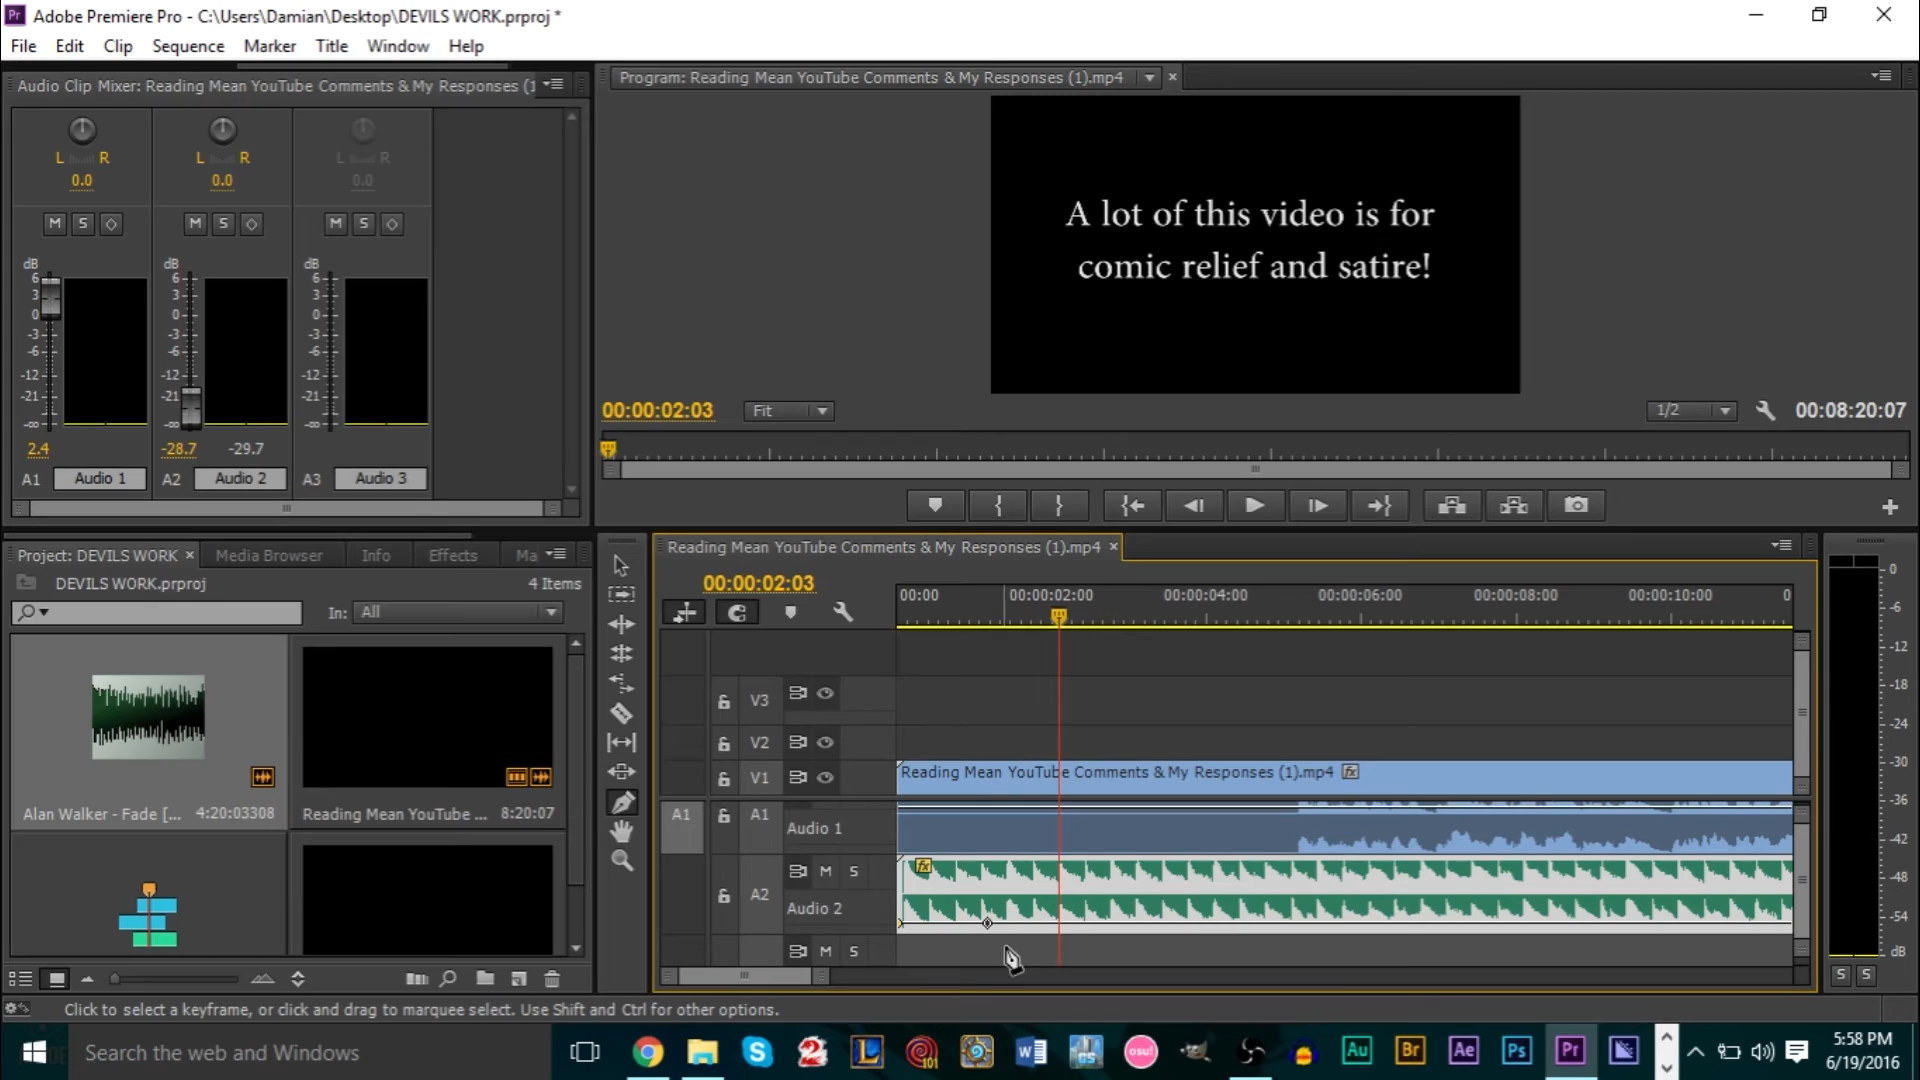 Adobe Premiere Pro - C:\Users\Damian\Desktop\DEVILS WORK.prproj *
File Edit Clip Sequence Marker Title Window Help
Audio Clip Mixer: Reading Mean YouTube Comments & My Responses (1
L R L R L R
0.0 0.0 0.0
M S M S M S
dB dB dB
6 6 6
3 3 3
0 0 0
-3 -3 -3
-6 -6 -6
-12 -12 -12
-21 -21 -21
-∞ -∞ -∞
2.4 -28.7 -29.7
A1 Audio 1 A2 Audio 2 A3 Audio 3
Program: Reading Mean YouTube Comments & My Responses (1).mp4
A lot of this video is for
comic relief and satire!
00:00:02:03 Fit 1/2 00:08:20:07
Project: DEVILS WORK Media Browser Info Effects Ma
DEVILS WORK.prproj 4 Items
In: All
Alan Walker - Fade [... 4:20:03308 Reading Mean YouTube ... 8:20:07
Reading Mean YouTube Comments & My Responses (1).mp4
00:00:02:03
00:00 00:00:02:00 00:00:04:00 00:00:06:00 00:00:08:00 00:00:10:00 0
V3
V2
V1 Reading Mean YouTube Comments & My Responses (1).mp4 fx
A1 A1 Audio 1
M S fx
A2
Audio 2
M S
0
-6
-12
-18
-24
-30
-36
-42
-48
-54
dB
S S
Click to select a keyframe, or click and drag to marquee select. Use Shift and Ctrl for other options.
Search the web and Windows
101 GS osu! Au Br Ae Ps Pr
5:58 PM
6/19/2016